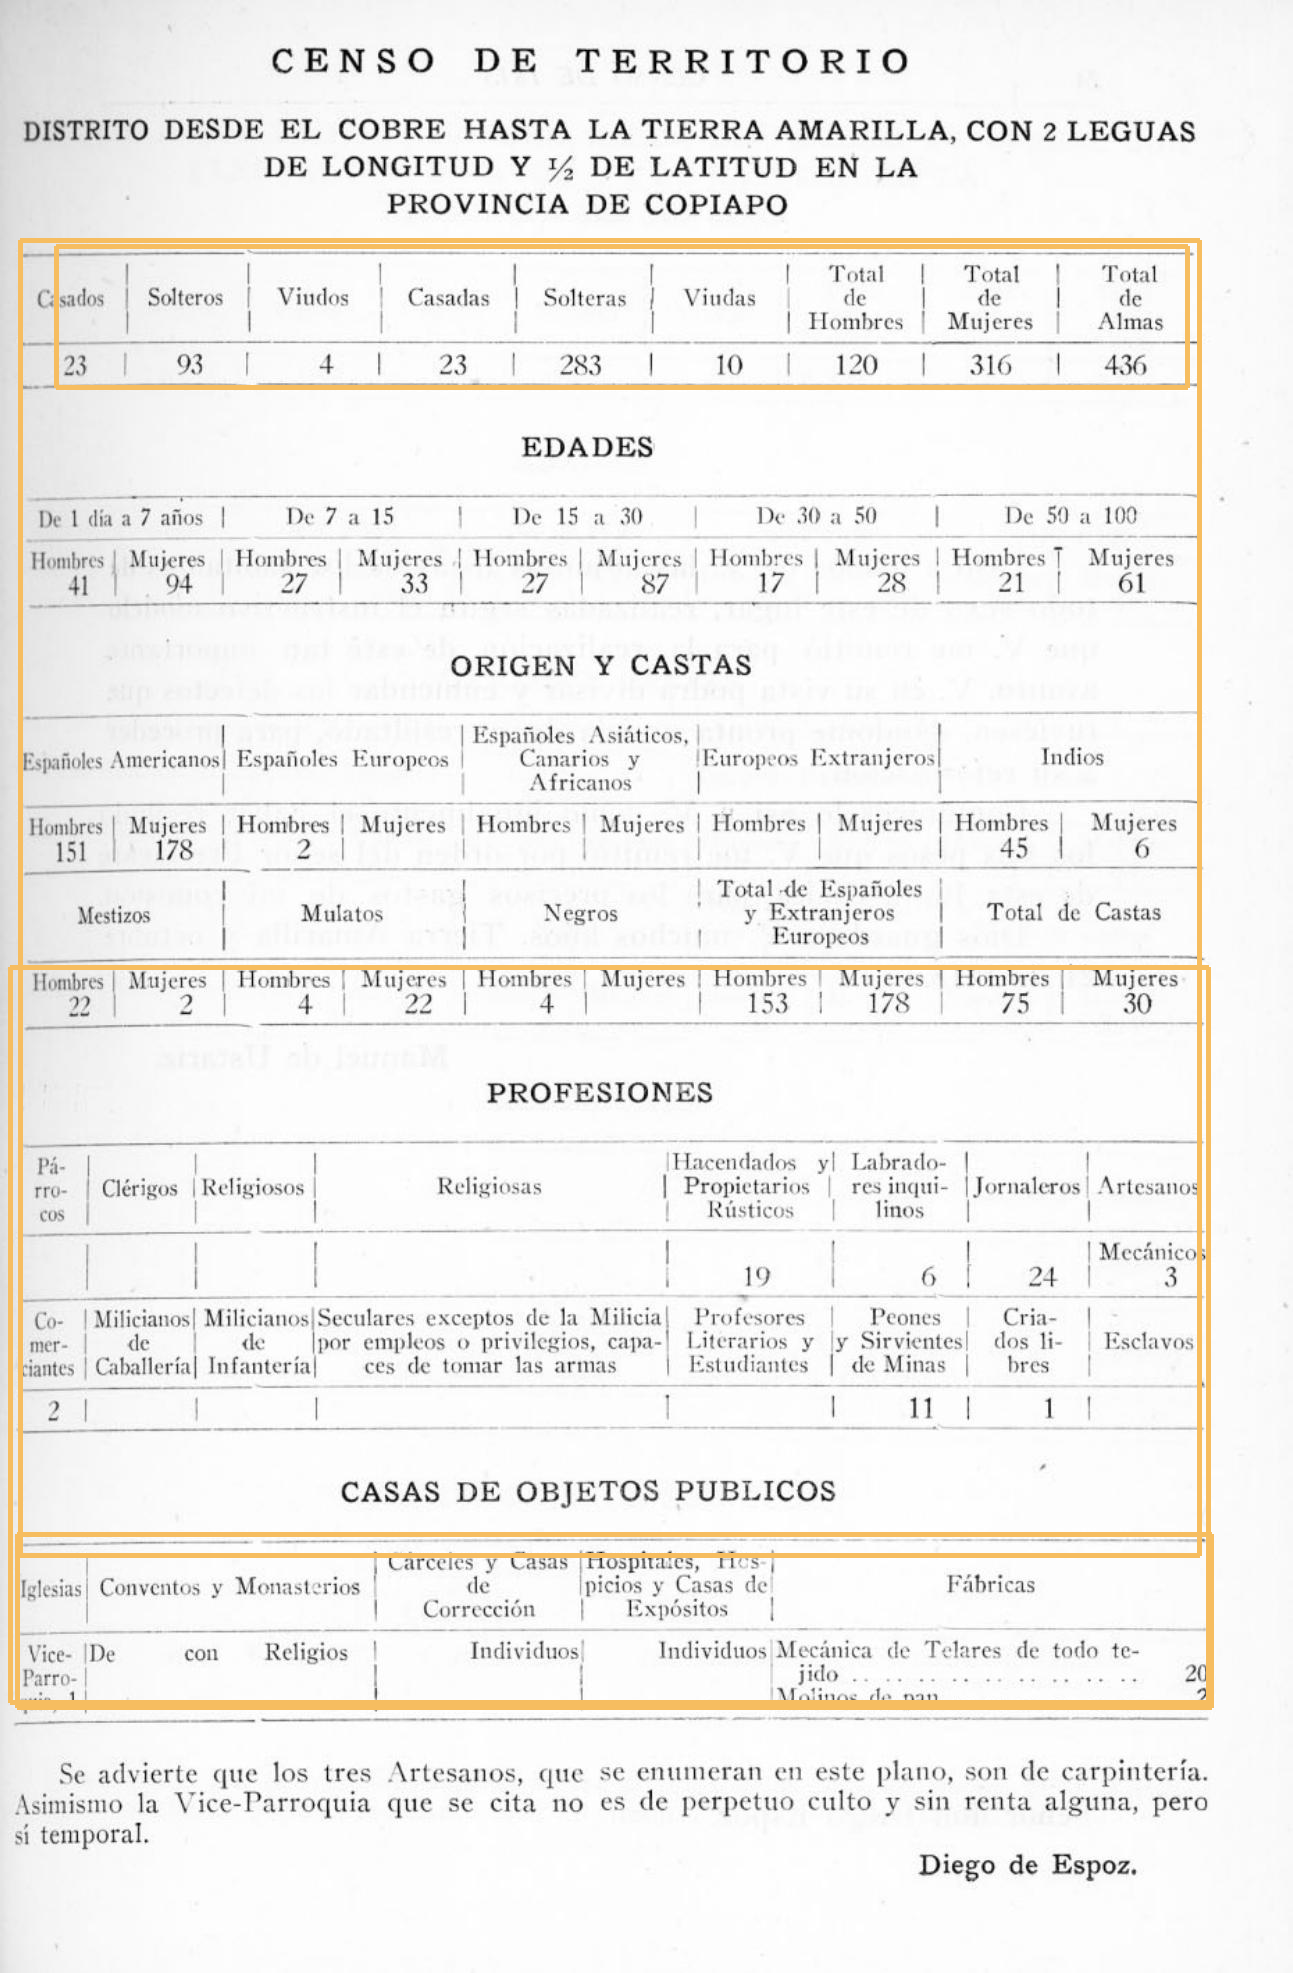 CENSO DE TERRITORIO
DISTRITO DESDE EL COBRE HASTA LA TIERRA AMARILLA, CON 2 LEGUAS
DE LONGITUD Y 1/2 DE LATITUD EN LA
PROVINCIA DE COPIAPO
Casados | Solteros | Viudos | Casadas | Solteras | Viudas | Total de Hombres | Total de Mujeres | Total de Almas
23 | 93 | 4 | 23 | 283 | 10 | 120 | 316 | 436
EDADES
De 1 día a 7 años | De 7 a 15 | De 15 a 30 | De 30 a 50 | De 50 a 100
Hombres | Mujeres | Hombres | Mujeres | Hombres | Mujeres | Hombres | Mujeres | Hombres | Mujeres
41 | 94 | 27 | 33 | 27 | 87 | 17 | 28 | 21 | 61
ORIGEN Y CASTAS
Españoles Americanos | Españoles Europeos | Españoles Asiáticos, Canarios y Africanos | Europeos Extranjeros | Indios
Hombres | Mujeres | Hombres | Mujeres | Hombres | Mujeres | Hombres | Mujeres | Hombres | Mujeres
151 | 178 | 2 | | | | | | 45 | 6
Mestizos | Mulatos | Negros | Total de Españoles y Extranjeros Europeos | Total de Castas
Hombres | Mujeres | Hombres | Mujeres | Hombres | Mujeres | Hombres | Mujeres | Hombres | Mujeres
22 | 2 | 4 | 22 | 4 | | 153 | 178 | 75 | 30
PROFESIONES
Párrocos | Clérigos | Religiosos | Religiosas | Hacendados y Propietarios Rústicos | Labradores inquilinos | Jornaleros | Artesanos
| | | | 19 | 6 | 24 | Mecánicos 3
Comerciantes | Milicianos de Caballería | Milicianos de Infantería | Seculares exceptos de la Milicia por empleos o privilegios, capaces de tomar las armas | Profesores Literarios y Estudiantes | Peones y Sirvientes de Minas | Criados libres | Esclavos
2 | | | | | 11 | 1 |
CASAS DE OBJETOS PUBLICOS
Iglesias | Conventos y Monasterios | Cárceles y Casas de Corrección | Hospitales, Hospicios y Casas de Expósitos | Fábricas
Vice-Parroquia, 1 | De con Religios | Individuos | Individuos | Mecánica de Telares de todo tejido .................. 20
Molinos de pan 2
Se advierte que los tres Artesanos, que se enumeran en este plano, son de carpintería.
Asimismo la Vice-Parroquia que se cita no es de perpetuo culto y sin renta alguna, pero
sí temporal.
Diego de Espoz.